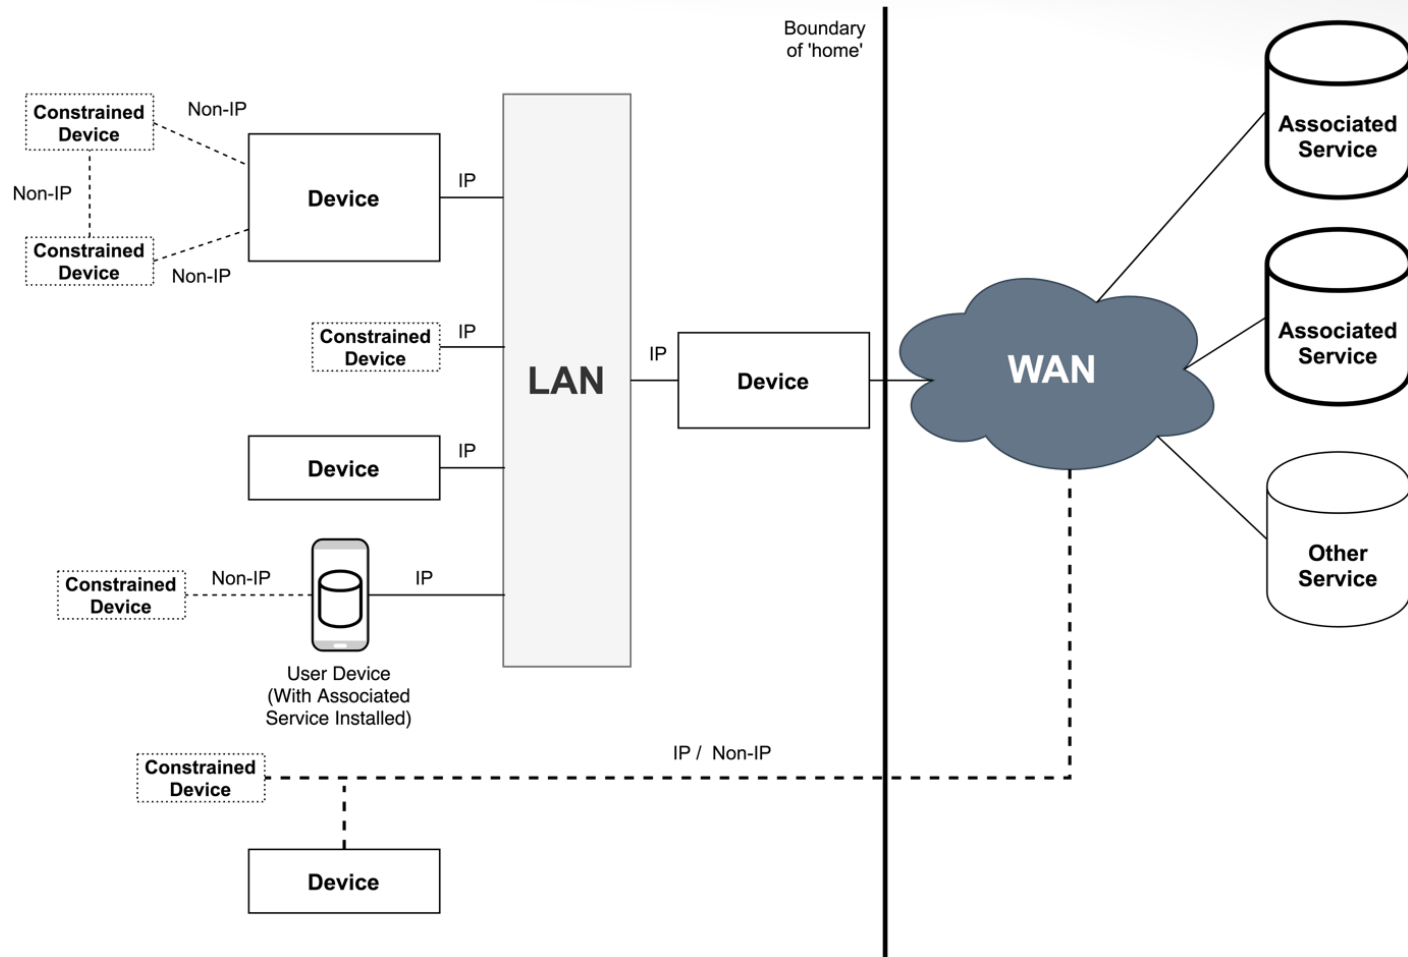 Boundary
of 'home'
Constrained
Device
Non-IP
Device
IP
Non-IP
Constrained
Device
Non-IP
Associated
Service
Constrained
Device
IP
LAN
IP
Device
WAN
Associated
Service
Device
IP
Other
Service
Constrained
Device
Non-IP
IP
User Device
(With Associated
Service Installed)
IP / Non-IP
Constrained
Device
Device